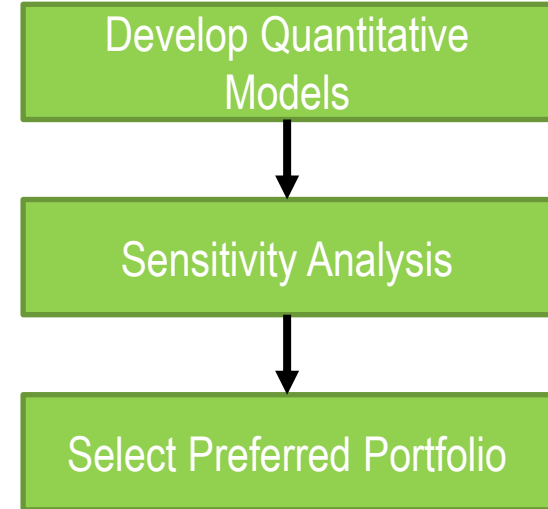 Develop Quantitative
Models
Sensitivity Analysis
Select Preferred Portfolio